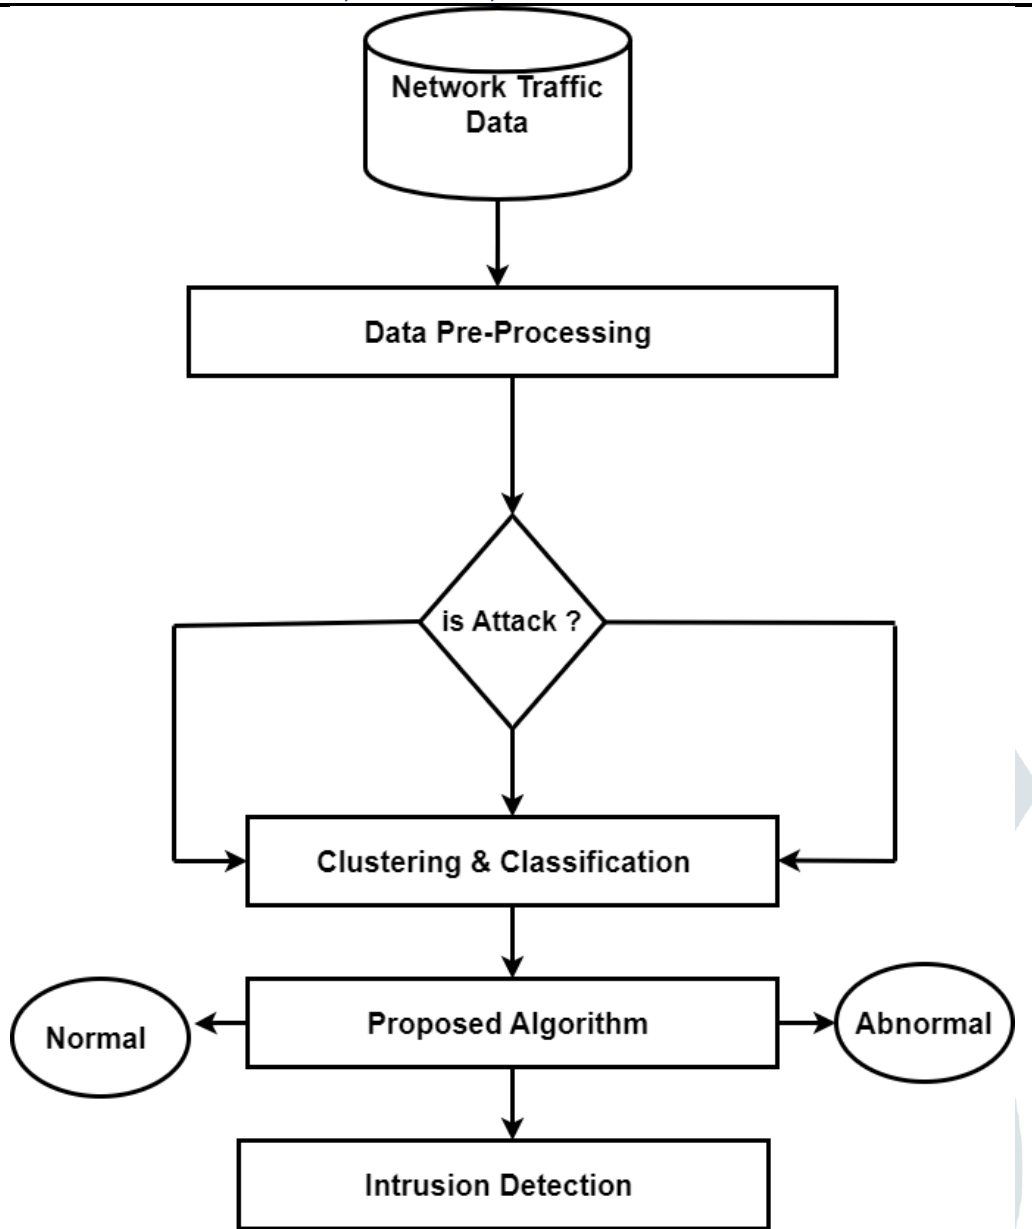 Network Traffic
Data
Data Pre-Processing
is Attack ?
Clustering & Classification
Normal
Proposed Algorithm
Abnormal
Intrusion Detection